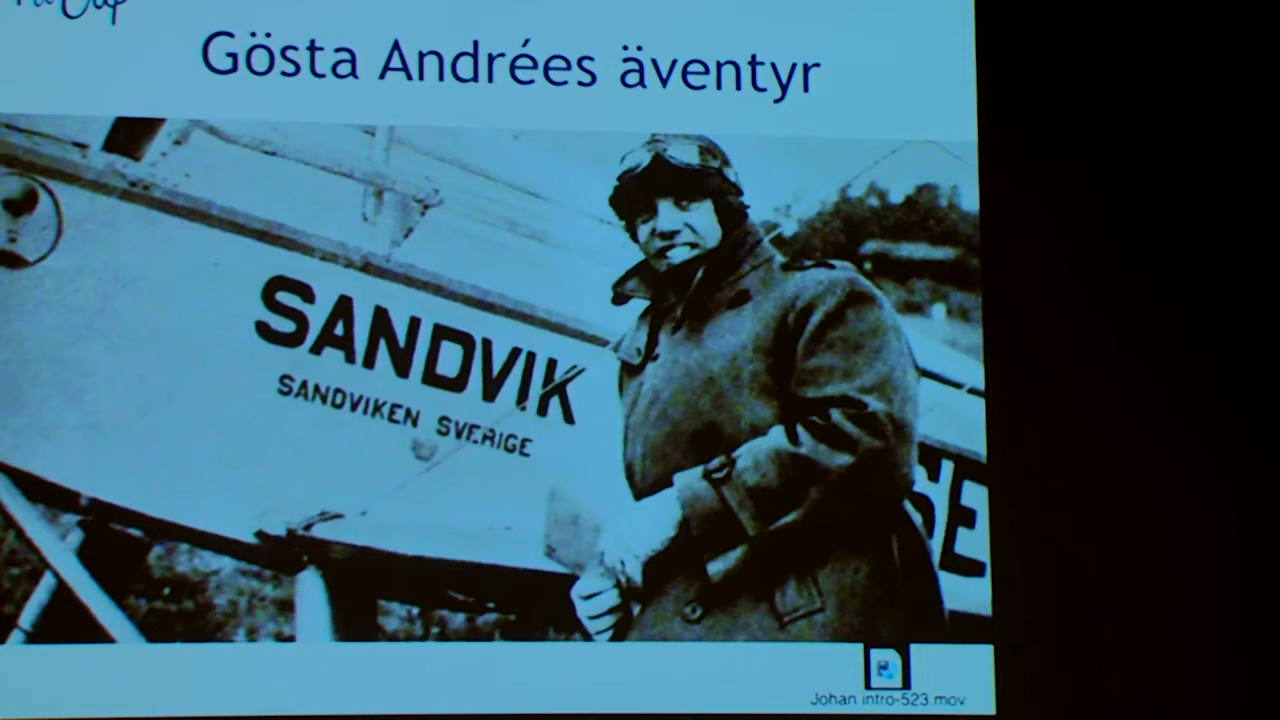 Gösta Andrées äventyr
SANDVIK
SANDVIKEN SVERIGE
SE
Johan intro-523.mov